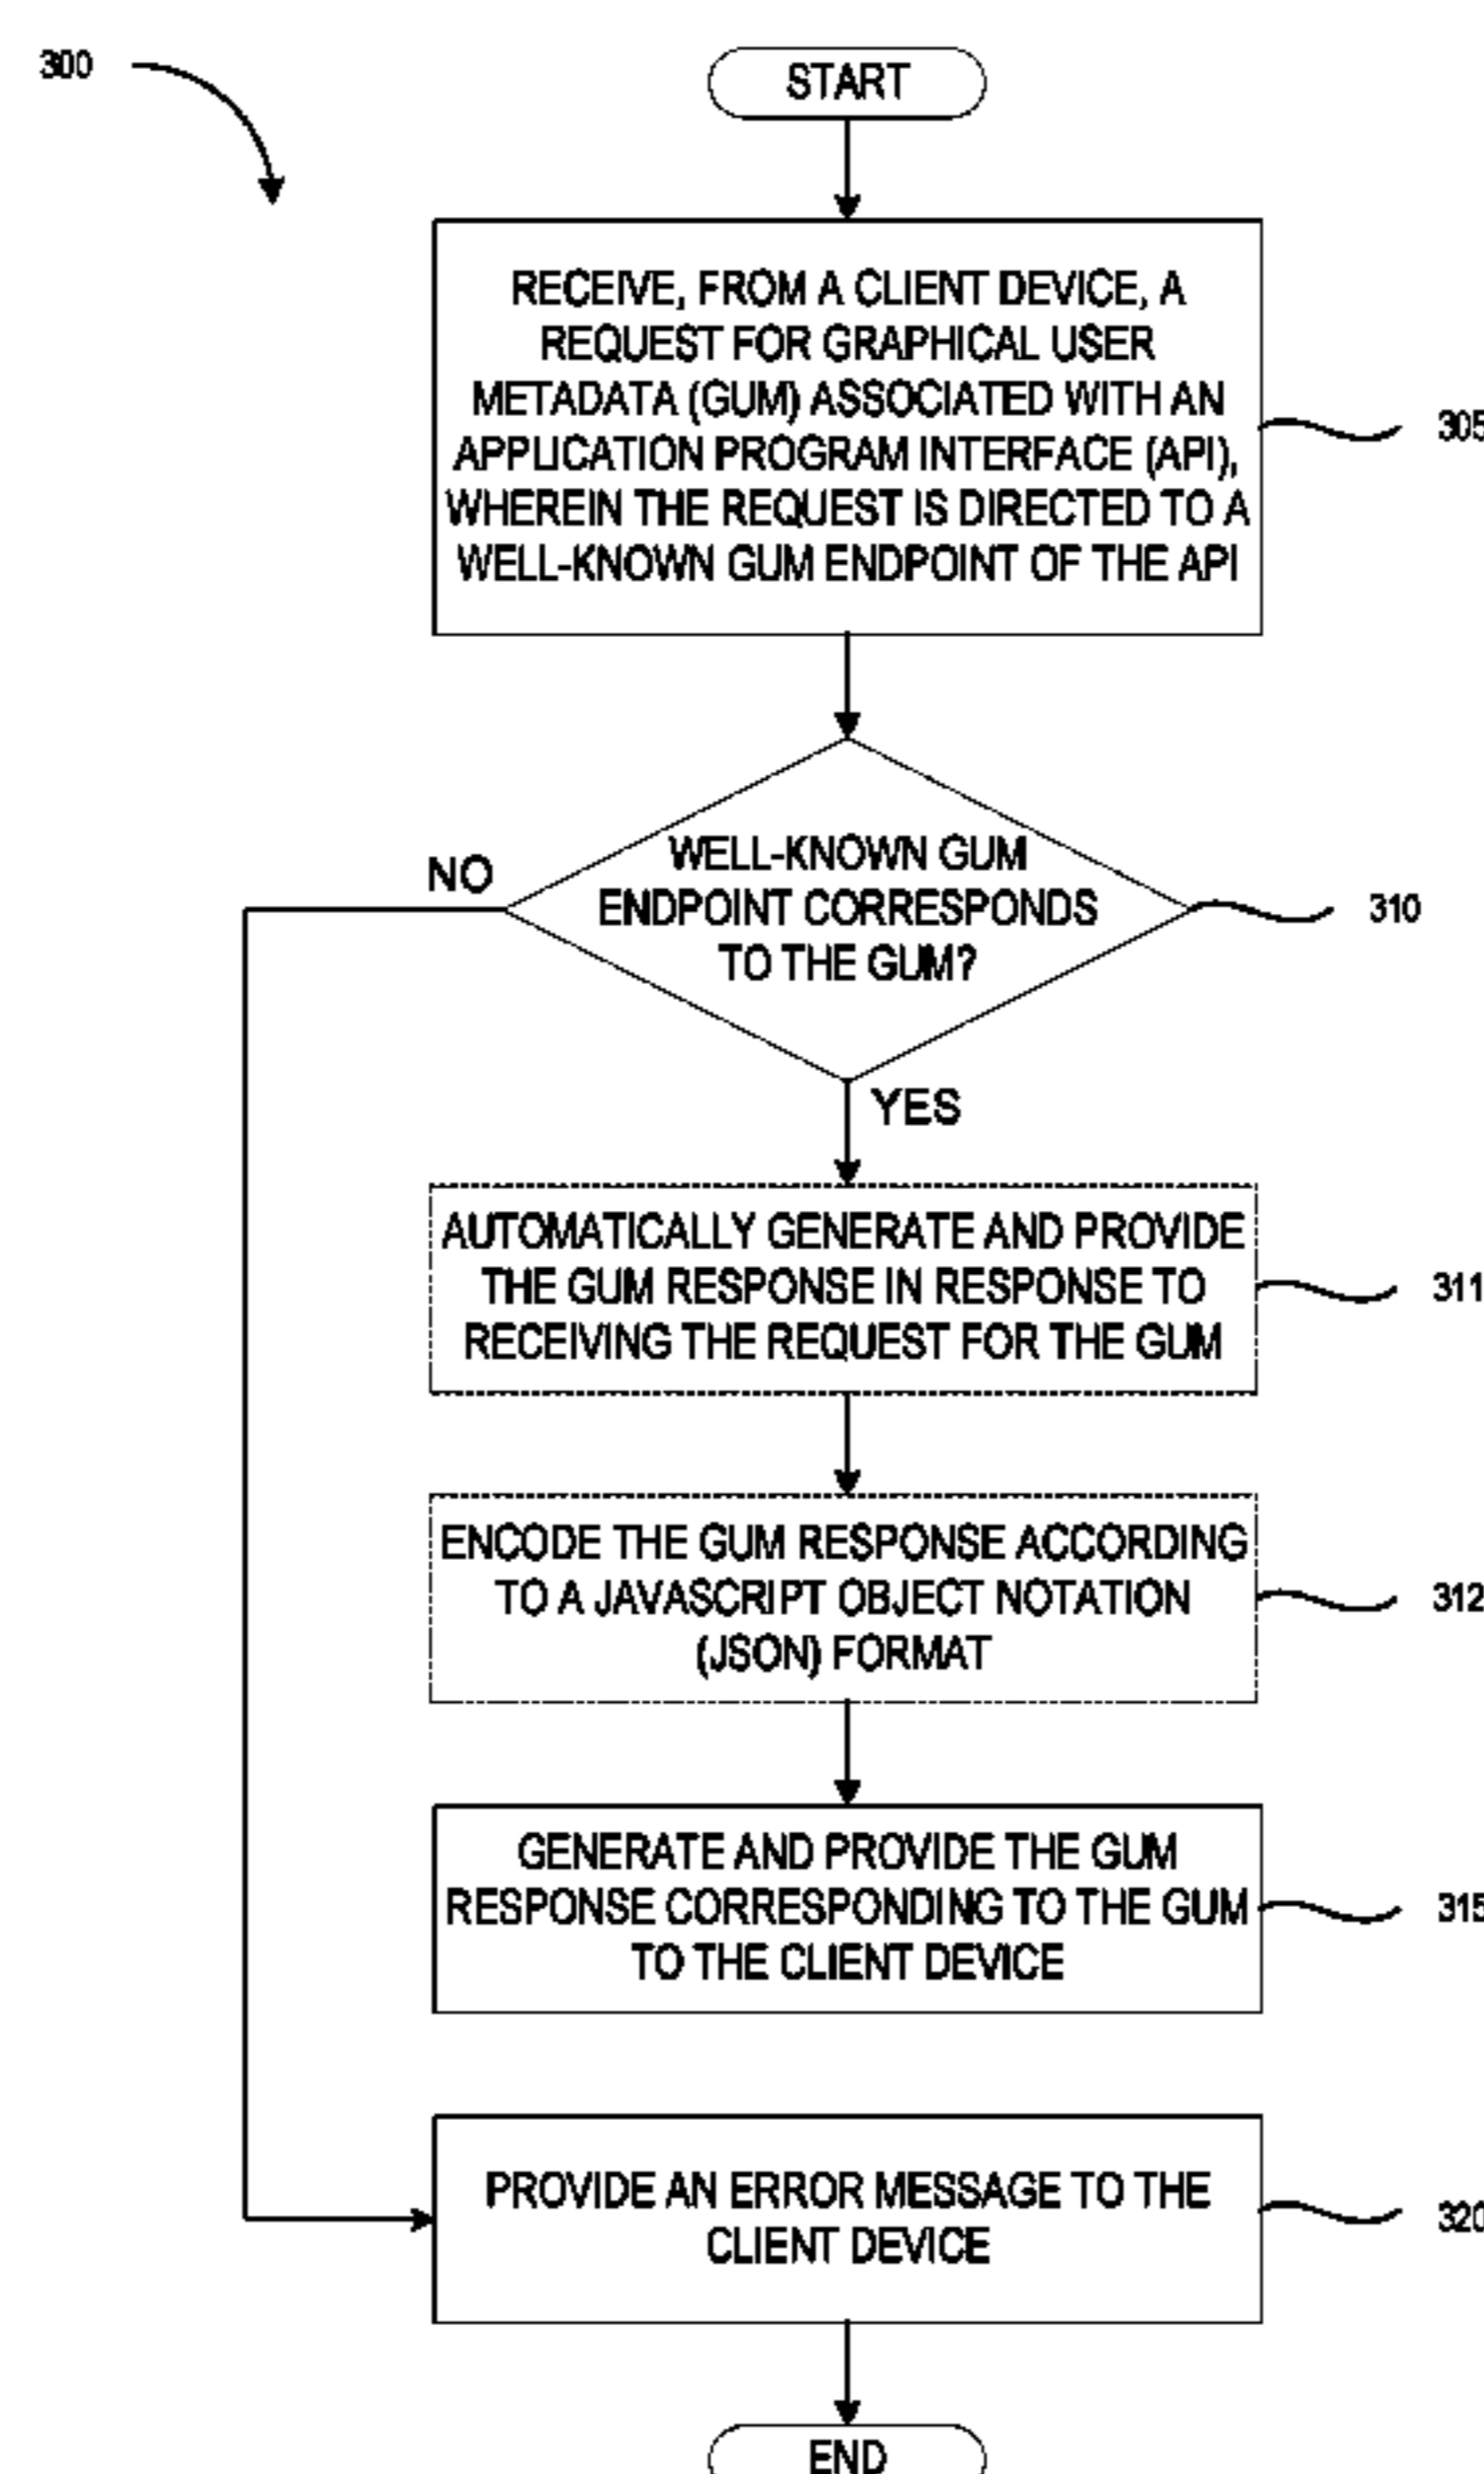 300
START
RECEIVE, FROM A CLIENT DEVICE, A
REQUEST FOR GRAPHICAL USER
METADATA (GUM) ASSOCIATED WITH AN
APPLICATION PROGRAM INTERFACE (API),
WHEREIN THE REQUEST IS DIRECTED TO A
WELL-KNOWN GUM ENDPOINT OF THE API
305
NO
WELL-KNOWN GUM
ENDPOINT CORRESPONDS
TO THE GUM?
310
YES
AUTOMATICALLY GENERATE AND PROVIDE
THE GUM RESPONSE IN RESPONSE TO
RECEIVING THE REQUEST FOR THE GUM
311
ENCODE THE GUM RESPONSE ACCORDING
TO A JAVASCRIPT OBJECT NOTATION
(JSON) FORMAT
312
GENERATE AND PROVIDE THE GUM
RESPONSE CORRESPONDING TO THE GUM
TO THE CLIENT DEVICE
315
PROVIDE AN ERROR MESSAGE TO THE
CLIENT DEVICE
320
END